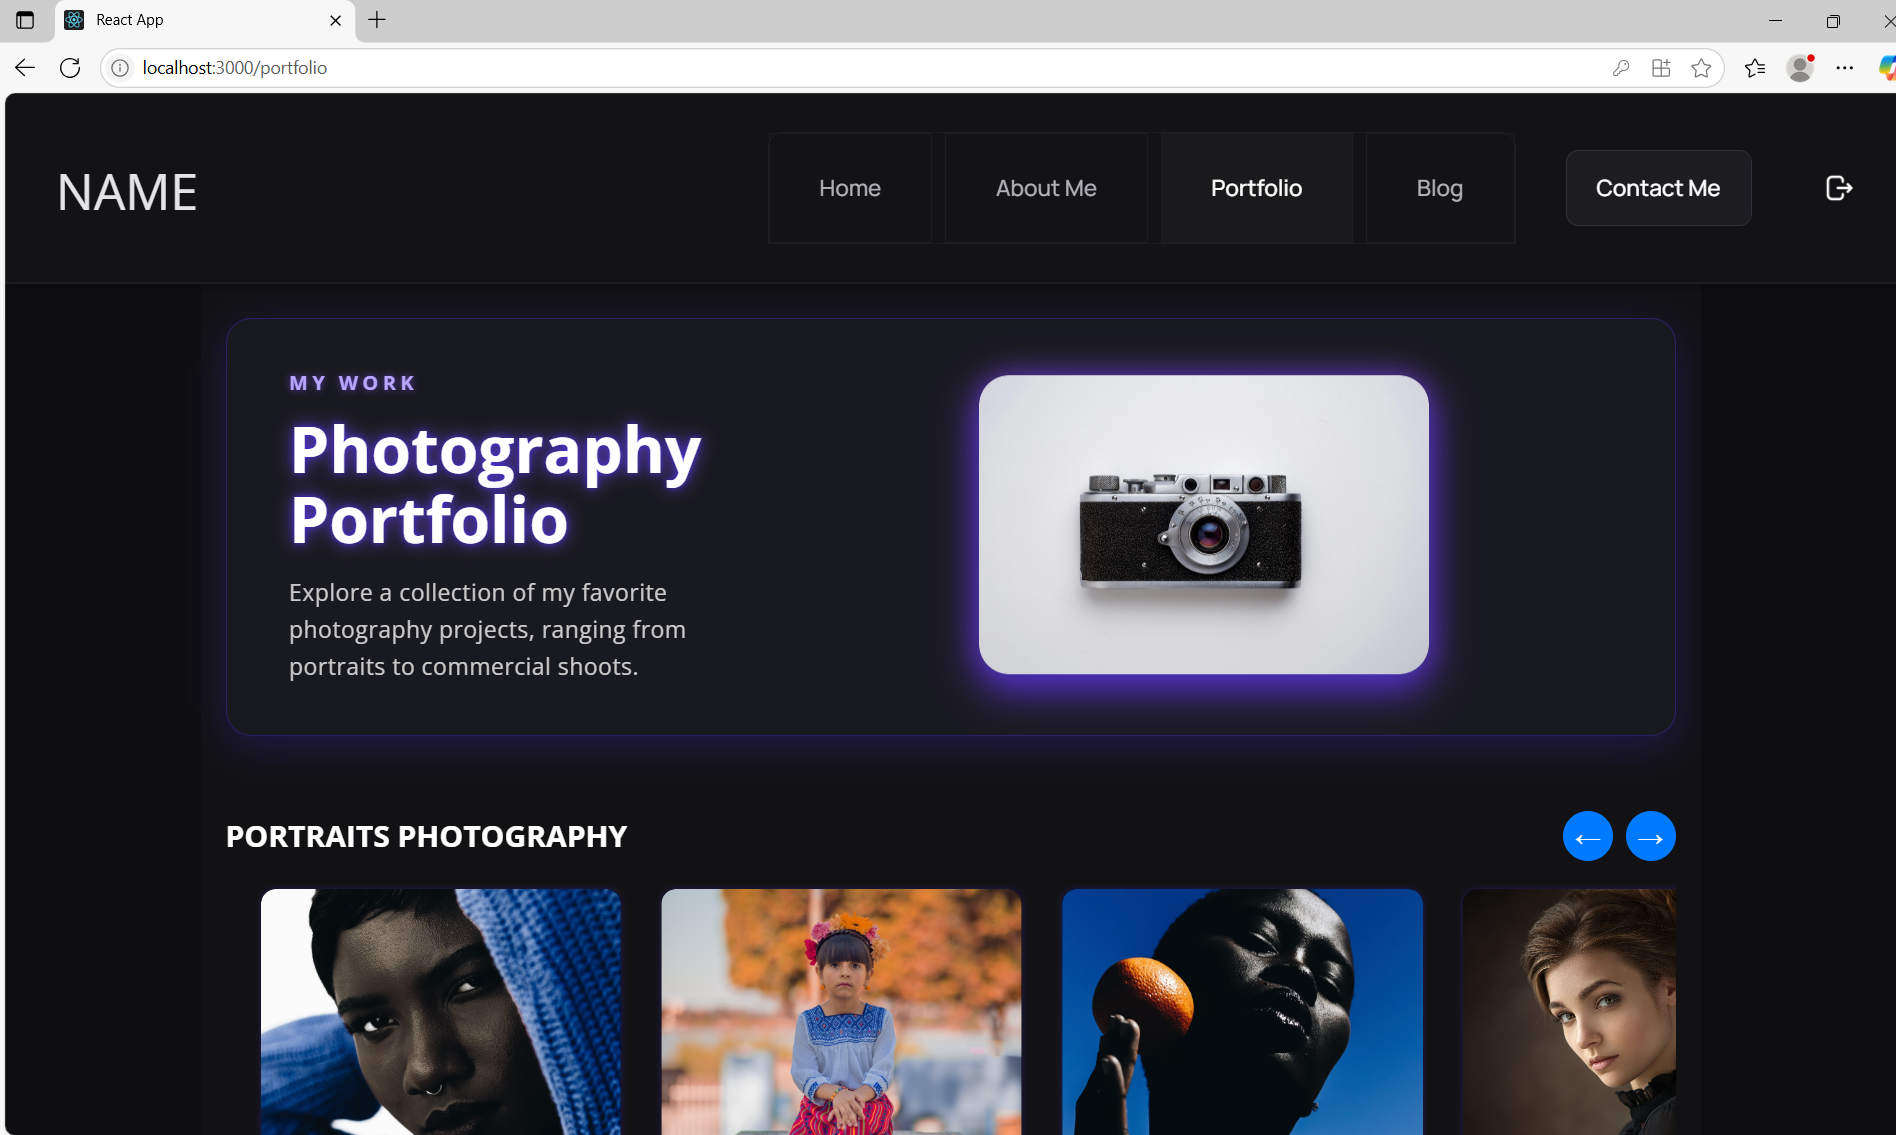 React App
localhost:3000/portfolio
NAME
Home
About Me
Portfolio
Blog
Contact Me
MY WORK
Photography
Portfolio
Explore a collection of my favorite
photography projects, ranging from
portraits to commercial shoots.
PORTRAITS PHOTOGRAPHY